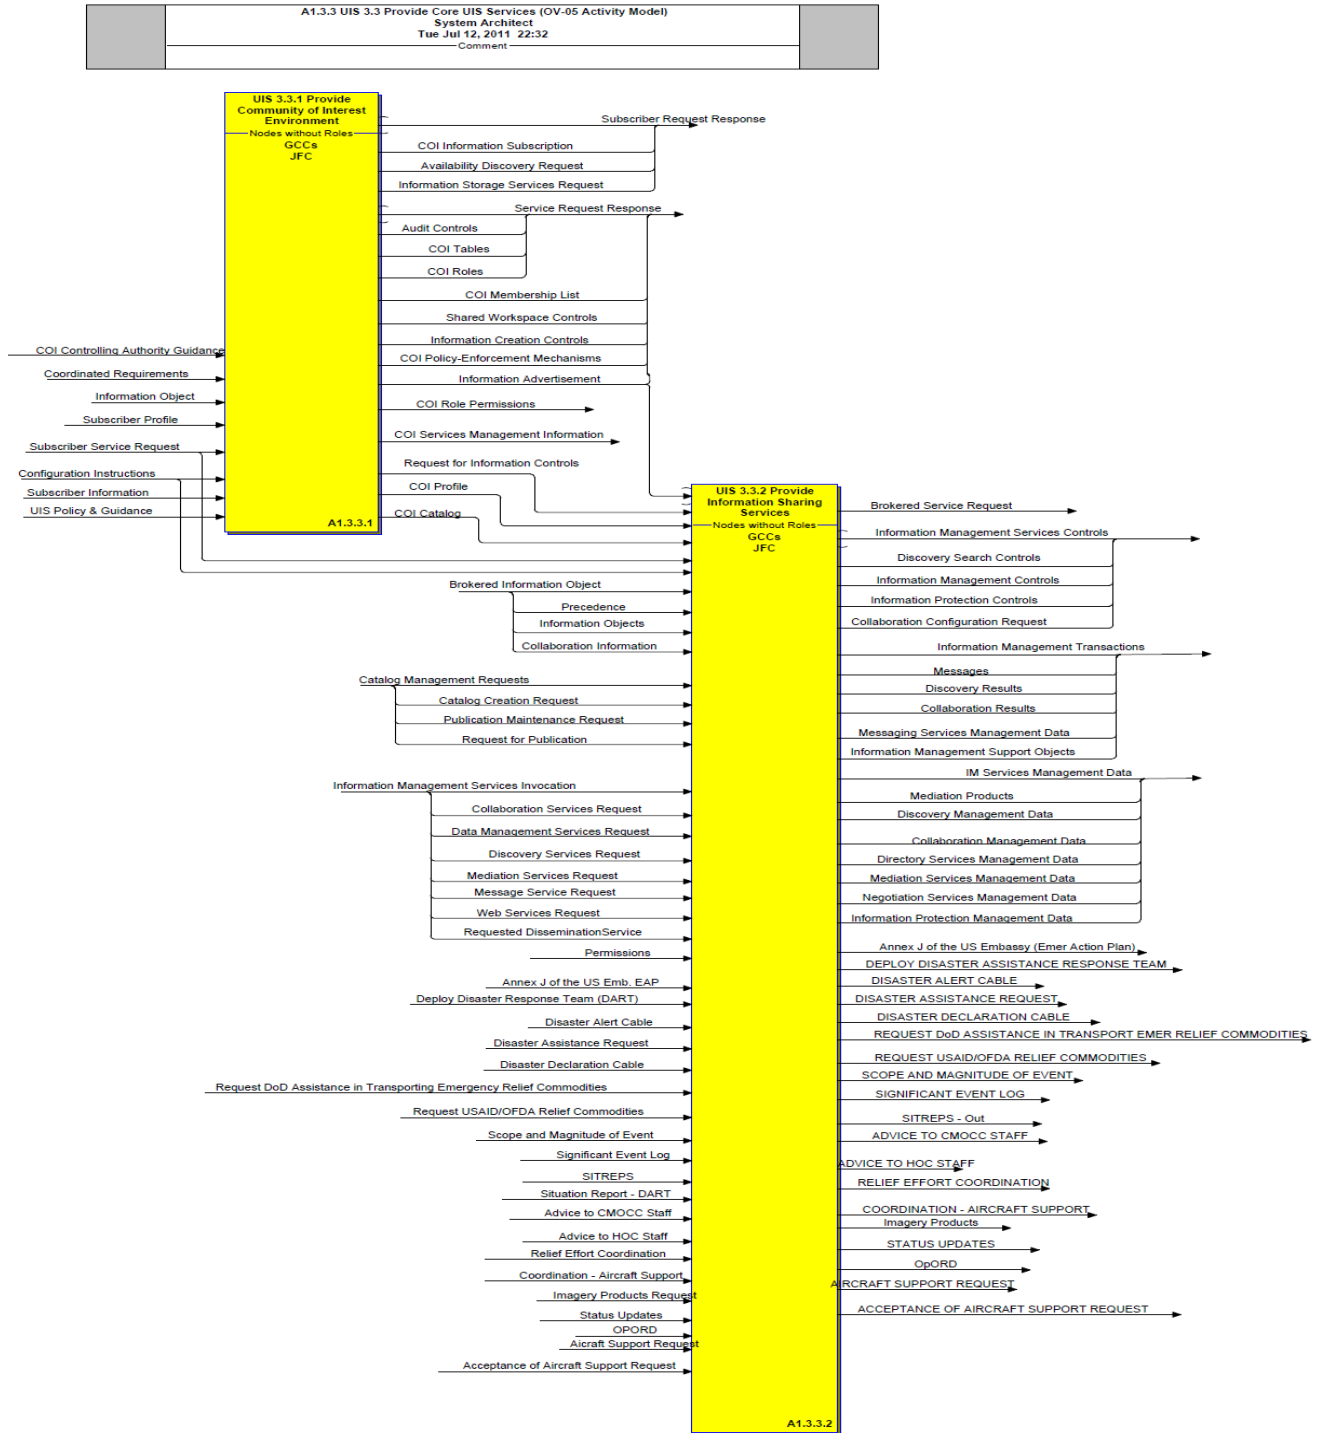 A1.3.3 UIS 3.3 Provide Core UIS Services (OV-05 Activity Model)
System Architect
Tue Jul 12, 2011  22:32
Comment
UIS 3.3.1 Provide
Community of Interest
Environment
Nodes without Roles
GCCs
JFC
A1.3.3.1
Subscriber Request Response
COI Information Subscription
Availability Discovery Request
Information Storage Services Request
Service Request Response
Audit Controls
COI Tables
COI Roles
COI Membership List
Shared Workspace Controls
Information Creation Controls
COI Policy-Enforcement Mechanisms
Information Advertisement
COI Role Permissions
COI Services Management Information
Request for Information Controls
COI Profile
COI Catalog
COI Controlling Authority Guidance
Coordinated Requirements
Information Object
Subscriber Profile
Subscriber Service Request
Configuration Instructions
Subscriber Information
UIS Policy & Guidance
UIS 3.3.2 Provide
Information Sharing
Services
Nodes without Roles
GCCs
JFC
A1.3.3.2
Brokered Information Object
Precedence
Information Objects
Collaboration Information
Catalog Management Requests
Catalog Creation Request
Publication Maintenance Request
Request for Publication
Information Management Services Invocation
Collaboration Services Request
Data Management Services Request
Discovery Services Request
Mediation Services Request
Message Service Request
Web Services Request
Requested DisseminationService
Permissions
Annex J of the US Emb. EAP
Deploy Disaster Response Team (DART)
Disaster Alert Cable
Disaster Assistance Request
Disaster Declaration Cable
Request DoD Assistance in Transporting Emergency Relief Commodities
Request USAID/OFDA Relief Commodities
Scope and Magnitude of Event
Significant Event Log
SITREPS
Situation Report - DART
Advice to CMOCC Staff
Advice to HOC Staff
Relief Effort Coordination
Coordination - Aircraft Support
Imagery Products Request
Status Updates
OPORD
Aicraft Support Request
Acceptance of Aircraft Support Request
Brokered Service Request
Information Management Services Controls
Discovery Search Controls
Information Management Controls
Information Protection Controls
Collaboration Configuration Request
Information Management Transactions
Messages
Discovery Results
Collaboration Results
Messaging Services Management Data
Information Management Support Objects
IM Services Management Data
Mediation Products
Discovery Management Data
Collaboration Management Data
Directory Services Management Data
Mediation Services Management Data
Negotiation Services Management Data
Information Protection Management Data
Annex J of the US Embassy (Emer Action Plan)
DEPLOY DISASTER ASSISTANCE RESPONSE TEAM
DISASTER ALERT CABLE
DISASTER ASSISTANCE REQUEST
DISASTER DECLARATION CABLE
REQUEST DoD ASSISTANCE IN TRANSPORT EMER RELIEF COMMODITIES
REQUEST USAID/OFDA RELIEF COMMODITIES
SCOPE AND MAGNITUDE OF EVENT
SIGNIFICANT EVENT LOG
SITREPS - Out
ADVICE TO CMOCC STAFF
ADVICE TO HOC STAFF
RELIEF EFFORT COORDINATION
COORDINATION - AIRCRAFT SUPPORT
Imagery Products
STATUS UPDATES
OpORD
AIRCRAFT SUPPORT REQUEST
ACCEPTANCE OF AIRCRAFT SUPPORT REQUEST